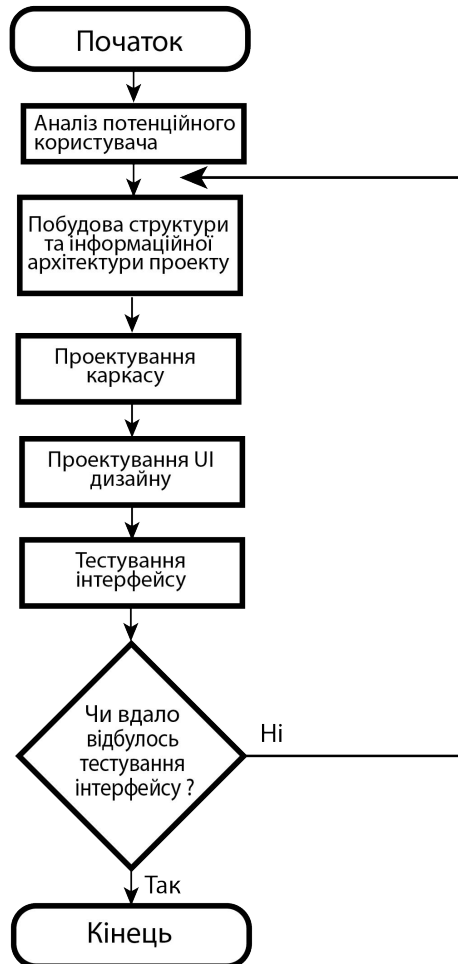 Початок
Аналіз потенційного
користувача
Побудова структури
та інформаційної
архітектури проекту
Проектування
каркасу
Проектування UI
дизайну
Тестування
інтерфейсу
Чи вдало
відбулось
тестування
інтерфейсу ?
Ні
Так
Кінець